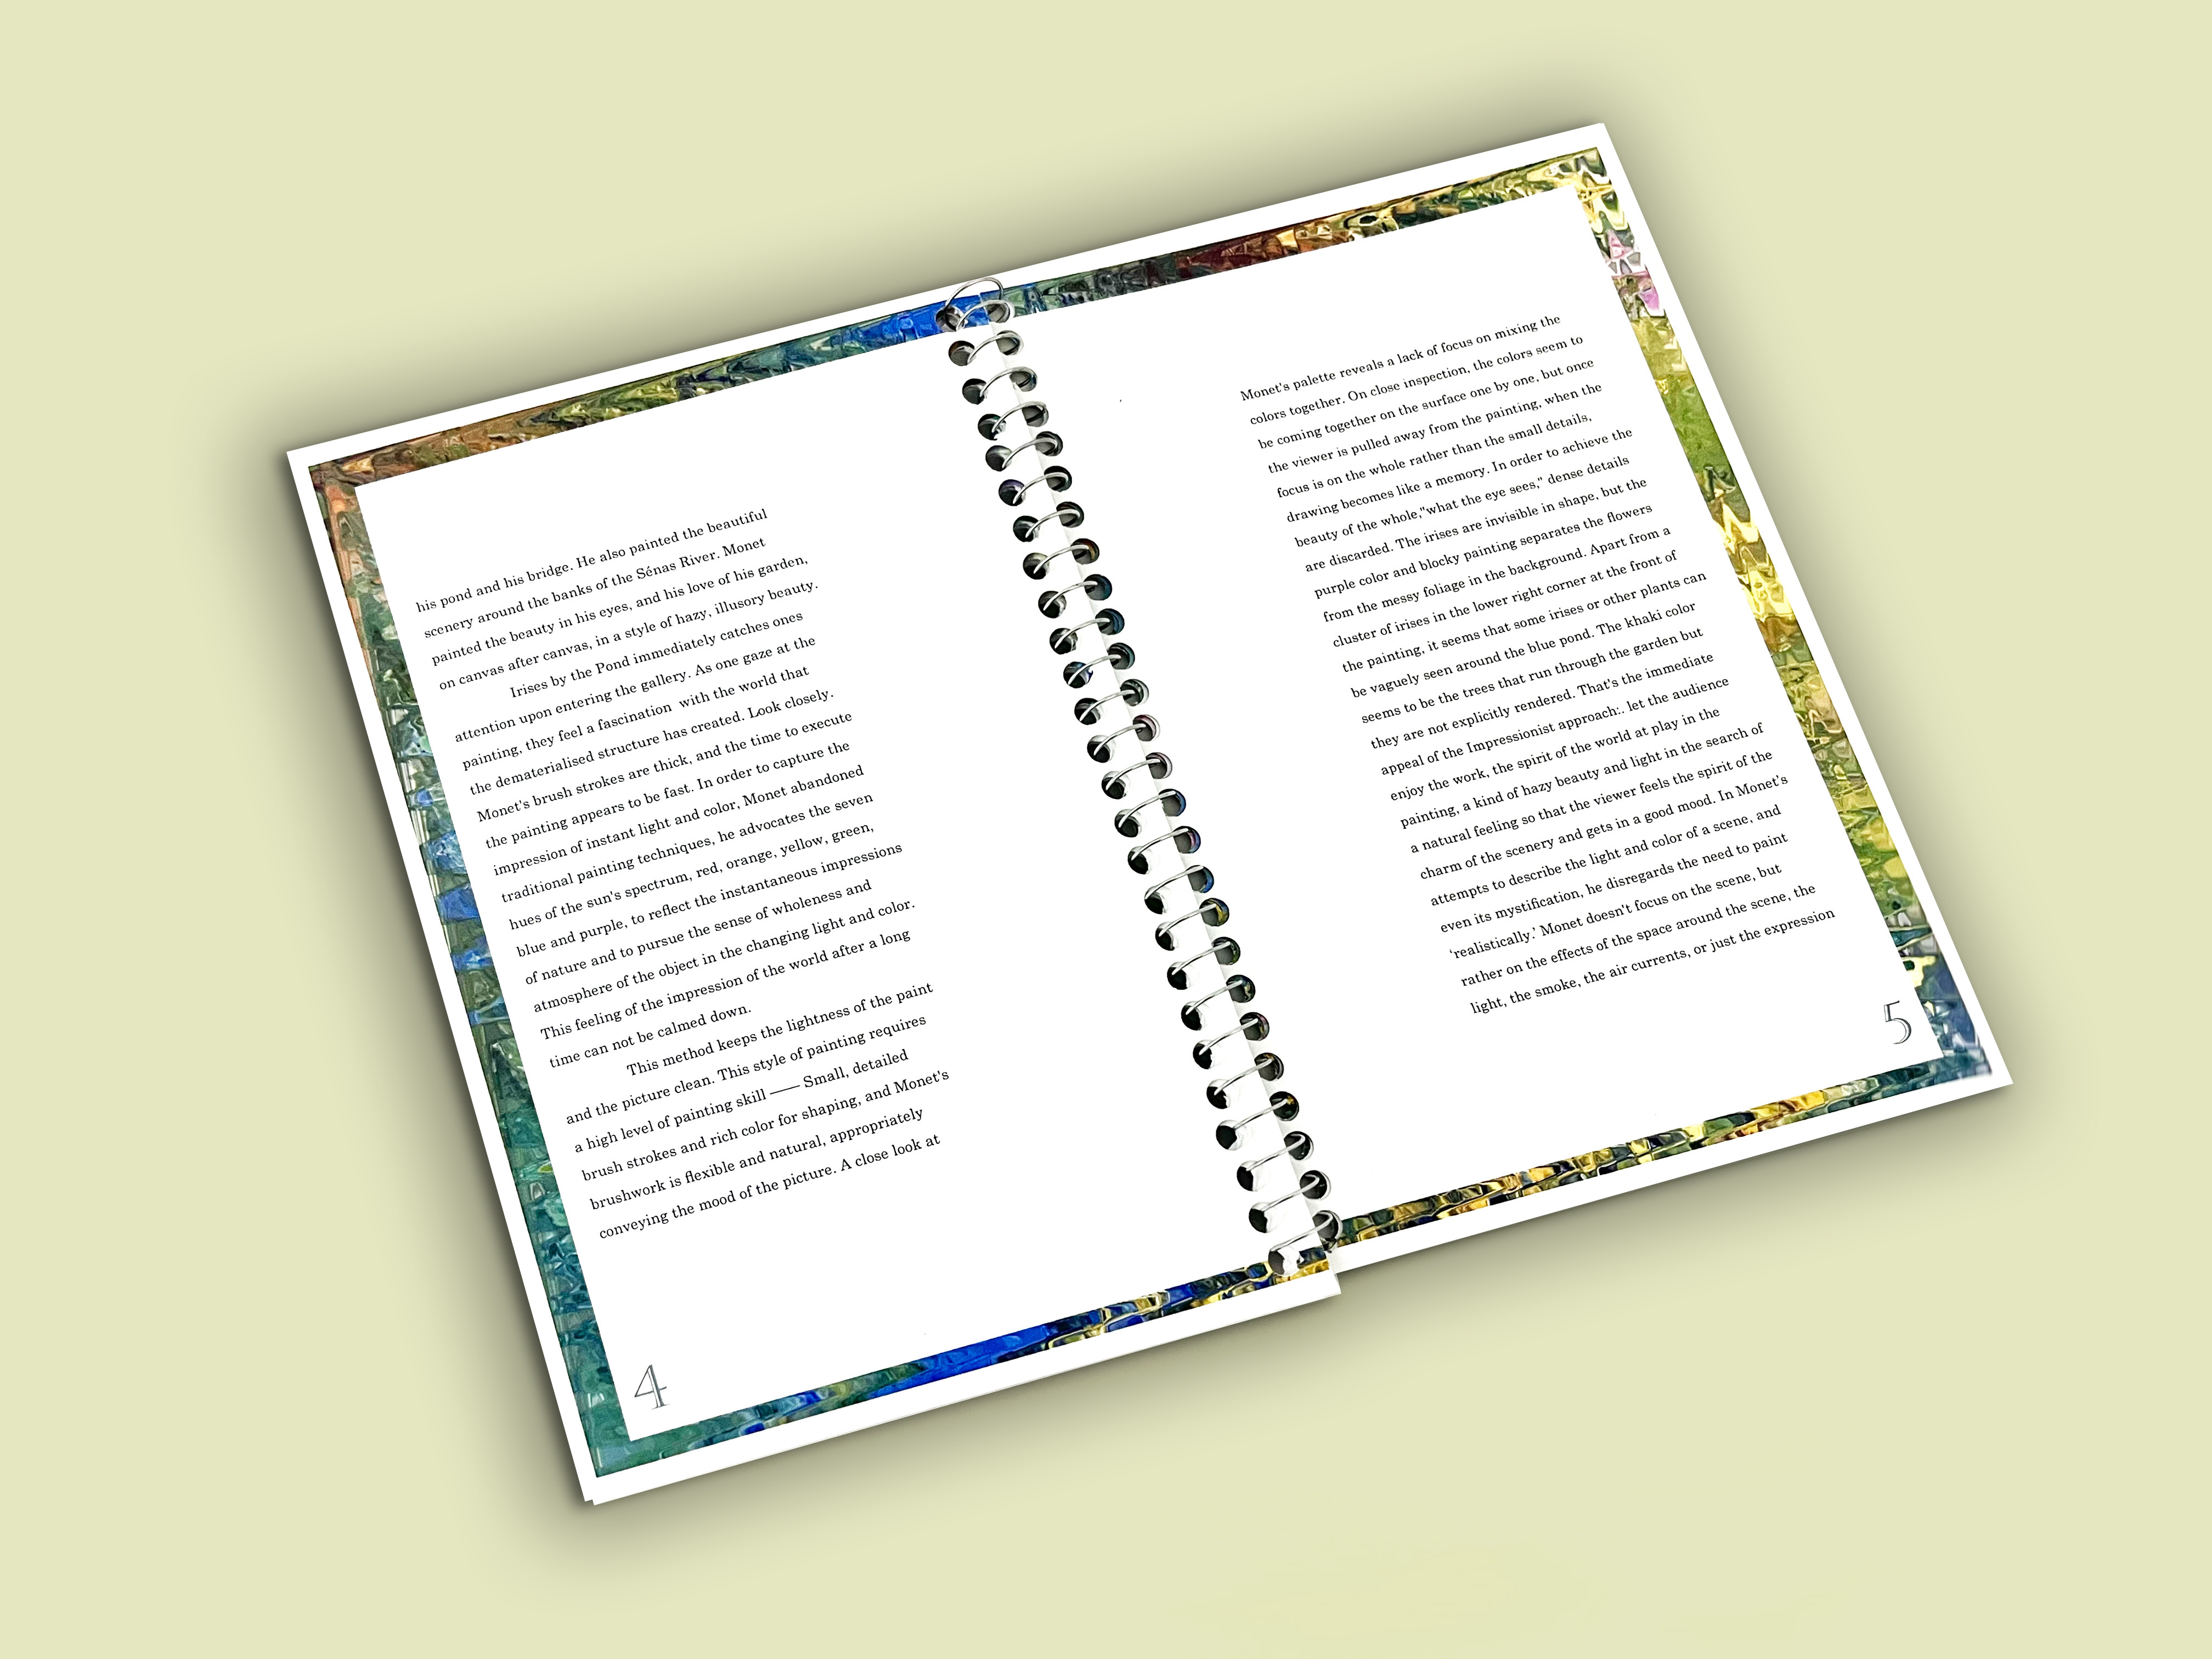 his pond and his bridge. He also painted the beautiful
scenery around the banks of the Sénas River. Monet
painted the beauty in his eyes, and his love of his garden,
on canvas after canvas, in a style of hazy, illusory beauty.
Irises by the Pond immediately catches ones
attention upon entering the gallery. As one gaze at the
painting, they feel a fascination with the world that
the dematerialised structure has created. Look closely.
Monet's brush strokes are thick, and the time to execute
the painting appears to be fast. In order to capture the
impression of instant light and color, Monet abandoned
traditional painting techniques, he advocates the seven
hues of the sun's spectrum, red, orange, yellow, green,
blue and purple, to reflect the instantaneous impressions
of nature and to pursue the sense of wholeness and
atmosphere of the object in the changing light and color.
This feeling of the impression of the world after a long
time can not be calmed down.
This method keeps the lightness of the paint
and the picture clean. This style of painting requires
a high level of painting skill —— Small, detailed
brush strokes and rich color for shaping, and Monet's
brushwork is flexible and natural, appropriately
conveying the mood of the picture. A close look at
4
Monet's palette reveals a lack of focus on mixing the
colors together. On close inspection, the colors seem to
be coming together on the surface one by one, but once
the viewer is pulled away from the painting, when the
focus is on the whole rather than the small details,
drawing becomes like a memory. In order to achieve the
beauty of the whole,"what the eye sees," dense details
are discarded. The irises are invisible in shape, but the
purple color and blocky painting separates the flowers
from the messy foliage in the background. Apart from a
cluster of irises in the lower right corner at the front of
the painting, it seems that some irises or other plants can
be vaguely seen around the blue pond. The khaki color
seems to be the trees that run through the garden but
they are not explicitly rendered. That's the immediate
appeal of the Impressionist approach:. let the audience
enjoy the work, the spirit of the world at play in the
painting, a kind of hazy beauty and light in the search of
a natural feeling so that the viewer feels the spirit of the
charm of the scenery and gets in a good mood. In Monet's
attempts to describe the light and color of a scene, and
even its mystification, he disregards the need to paint
'realistically.' Monet doesn't focus on the scene, but
rather on the effects of the space around the scene, the
light, the smoke, the air currents, or just the expression
5